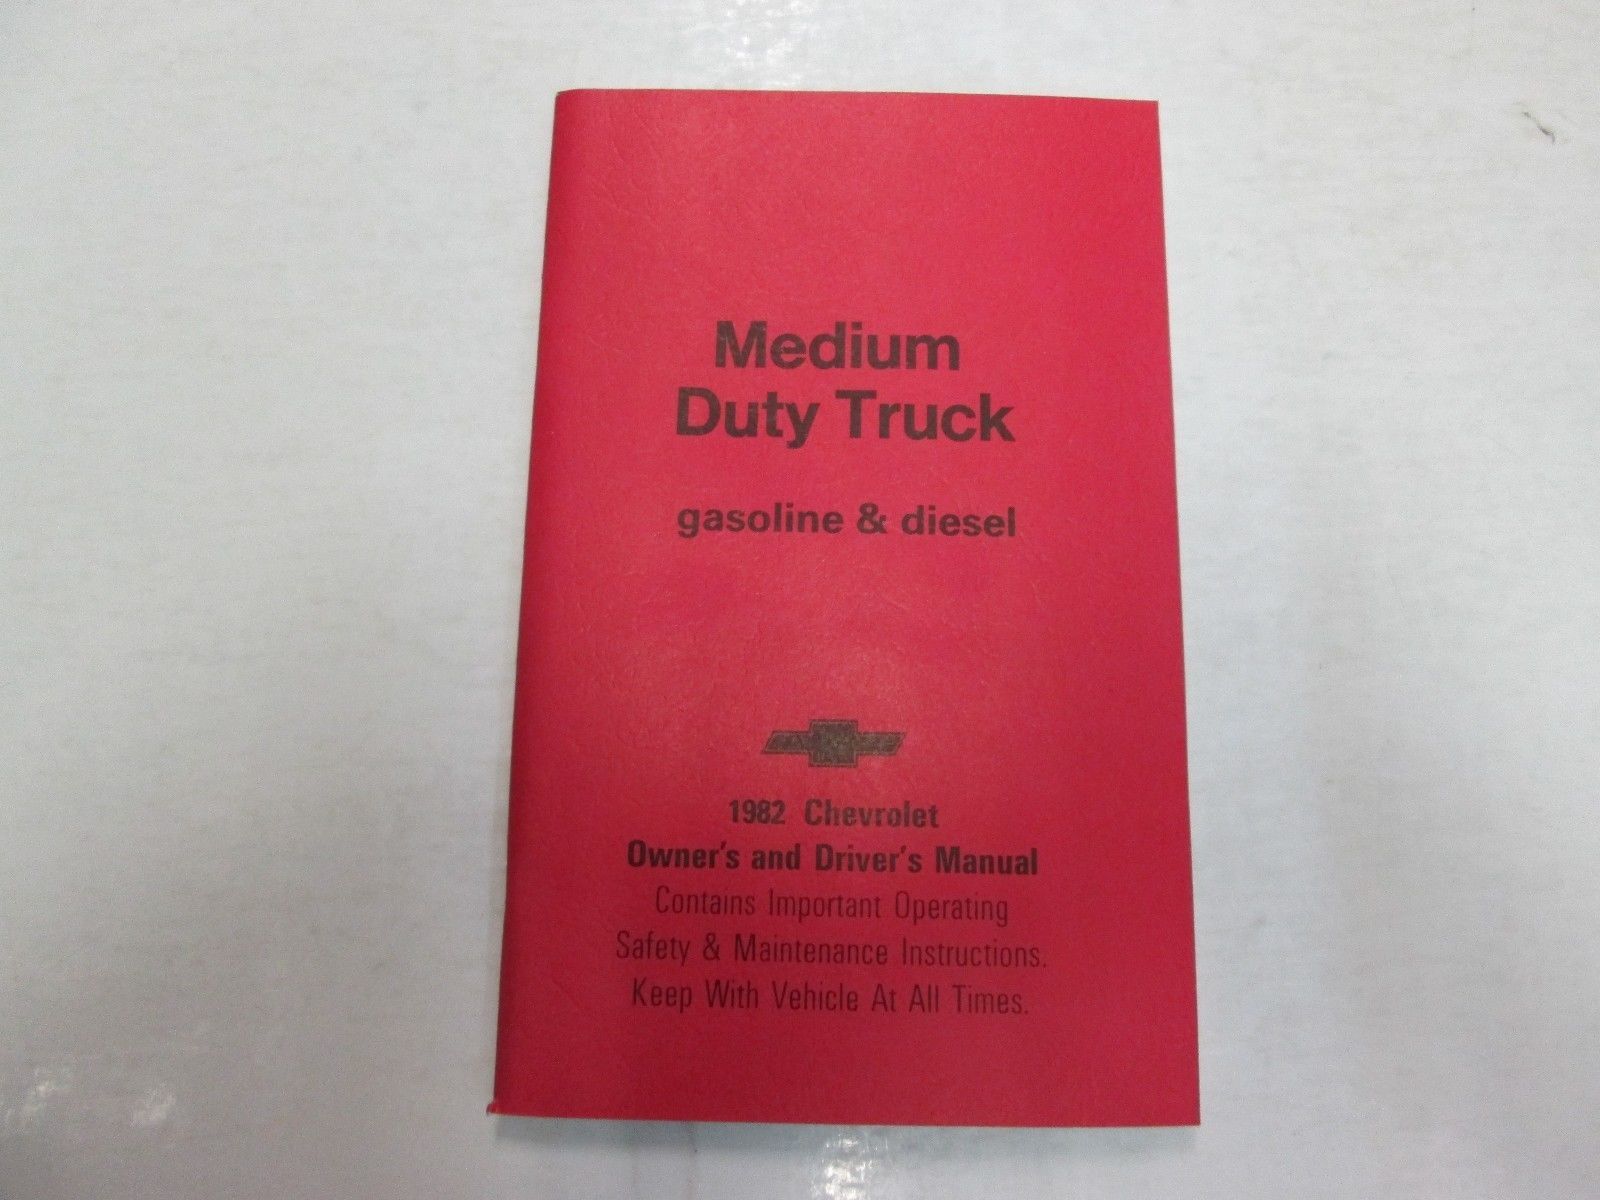 Medium
Duty Truck
gasoline & diesel
1982 Chevrolet
Owner's and Driver's Manual
Contains Important Operating
Safety & Maintenance Instructions.
Keep With Vehicle At All Times.